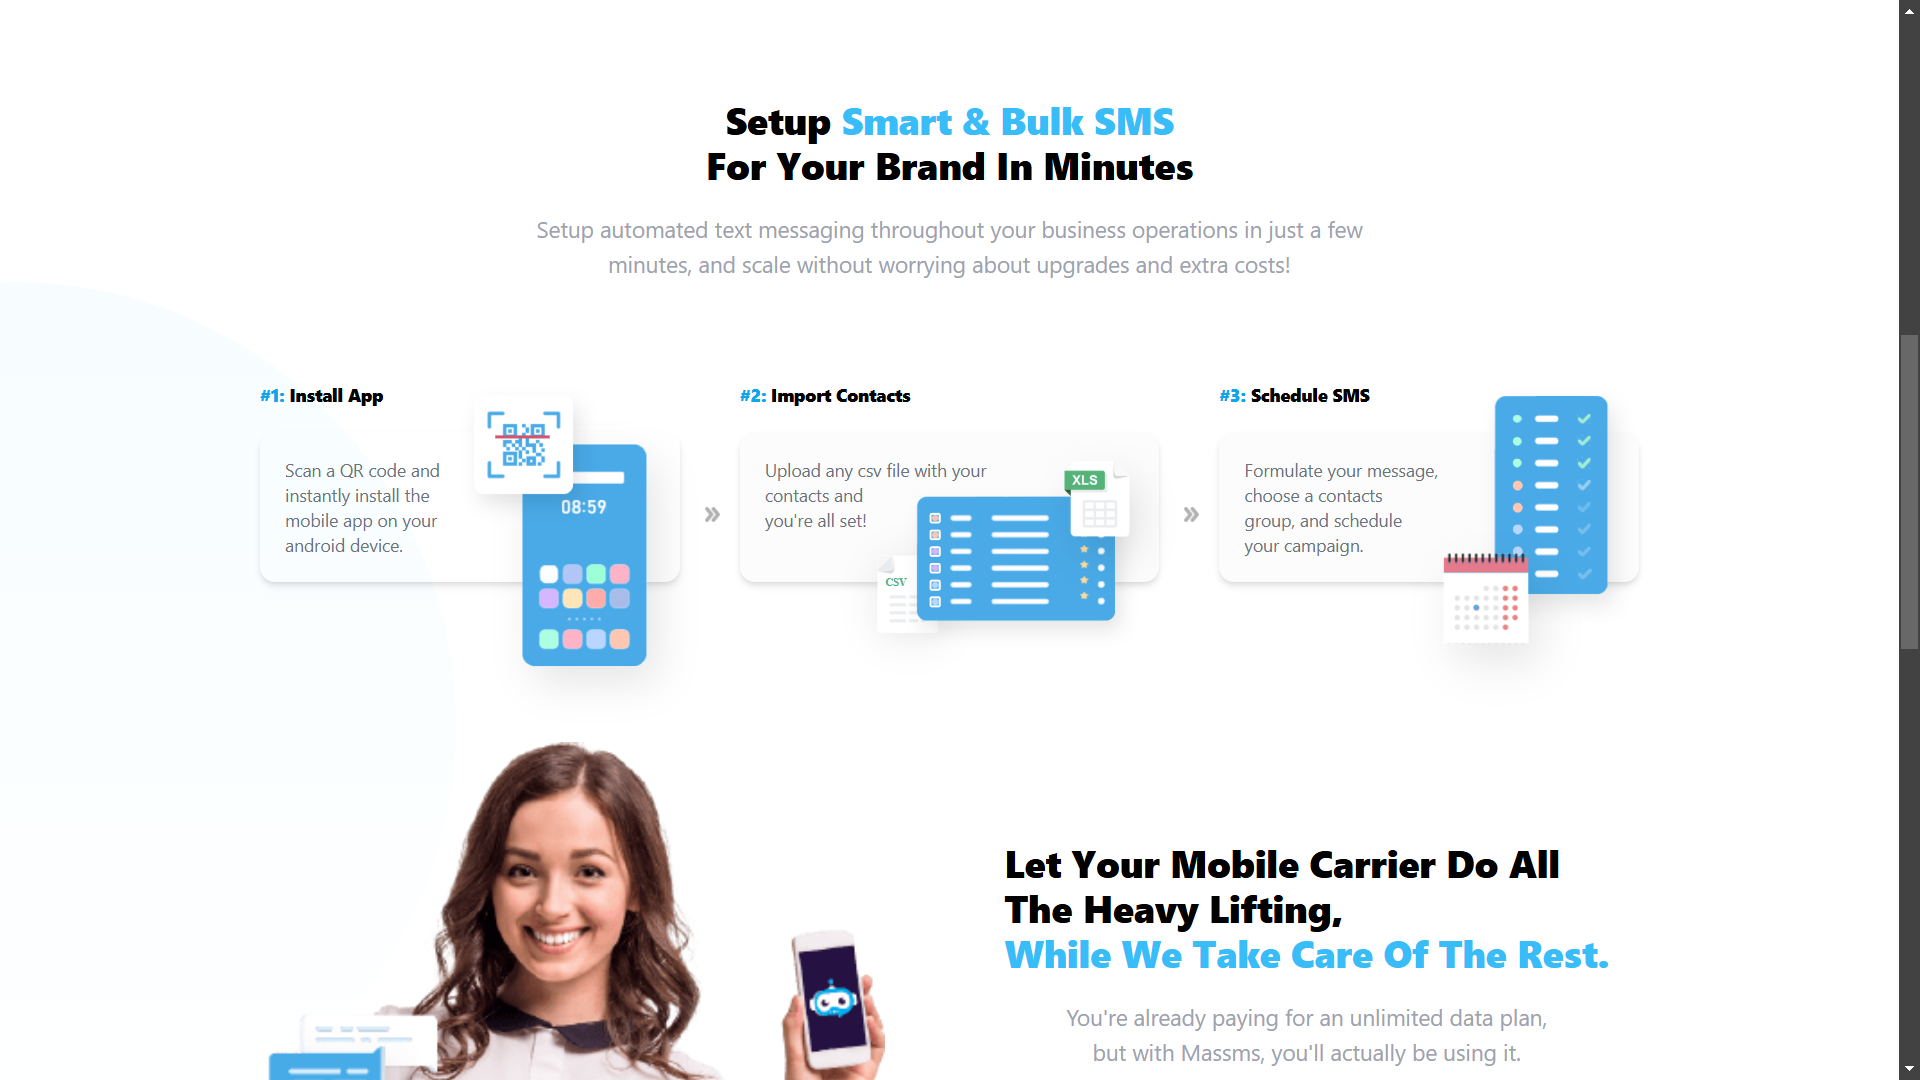 Setup Smart & Bulk SMS
For Your Brand In Minutes
Setup automated text messaging throughout your business operations in just a few
minutes, and scale without worrying about upgrades and extra costs!
#1: Install App
Scan a QR code and
instantly install the
mobile app on your
android device.
08:59
#2: Import Contacts
Upload any csv file with your
contacts and
you're all set!
XLS
CSV
#3: Schedule SMS
Formulate your message,
choose a contacts
group, and schedule
your campaign.
Let Your Mobile Carrier Do All
The Heavy Lifting,
While We Take Care Of The Rest.
You're already paying for an unlimited data plan,
but with Massms, you'll actually be using it.